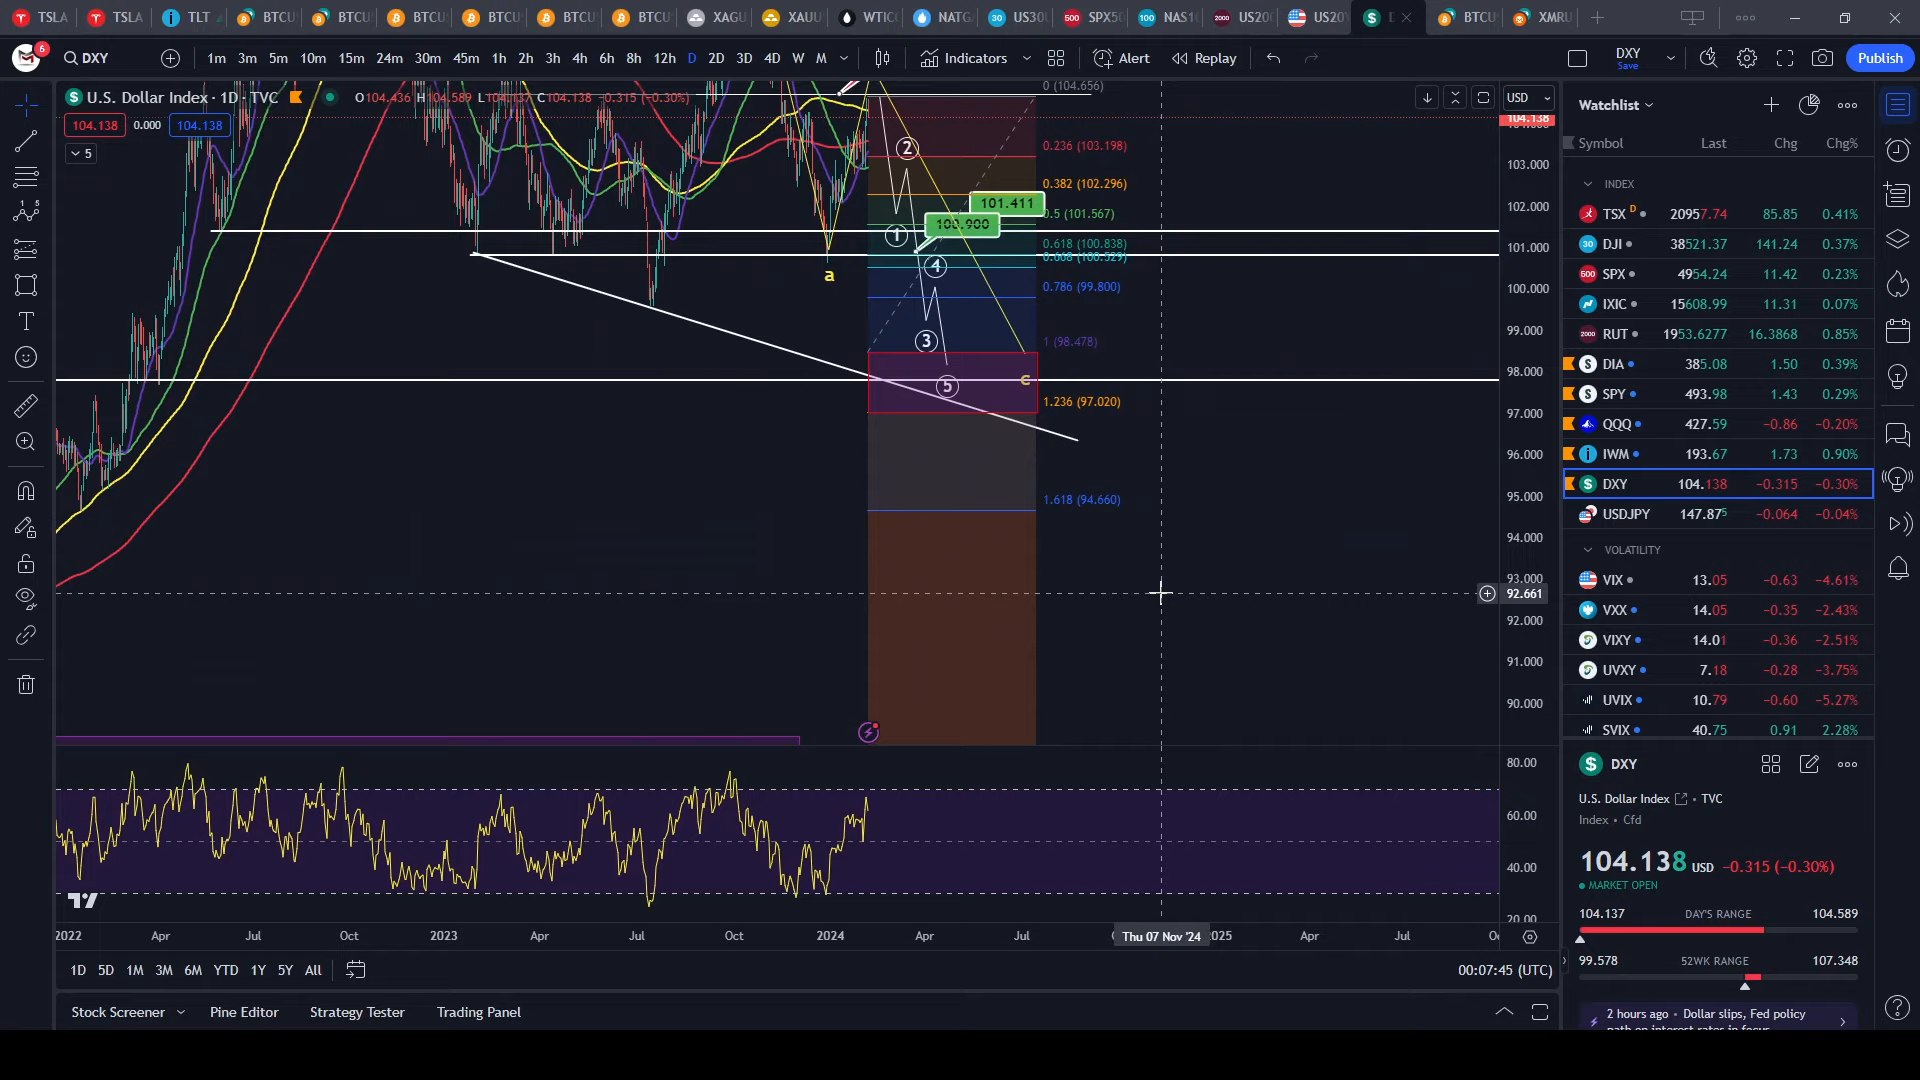 TSLA
TSLA
TLT
BTCU
BTCU
BTCU
BTCU
BTCU
BTCU
XAGU
XAUU
WTIC
NATG
US30
SPX5
NAS1
US20
US20
BTCU
XMRU
6
DXY
1m 3m 5m 10m 15m 24m 30m 45m 1h 2h 3h 4h 6h 8h 12h D 2D 3D 4D W M
Indicators
Alert
Replay
DXY
Save
Publish
U.S. Dollar Index · 1D · TVC
O104.436 H104.589 L104.137 C104.138 −0.315 (−0.30%)
104.138 0.000 104.138
5
0 (104.656)
0.236 (103.198)
0.382 (102.296)
0.5 (101.567)
0.618 (100.838)
0.668 (100.529)
0.786 (99.800)
1 (98.478)
1.236 (97.020)
1.618 (94.660)
101.411
100.900
2
1
4
3
5
a
c
USD
104.138
103.000
102.000
101.000
100.000
99.000
98.000
97.000
96.000
95.000
94.000
93.000
92.661
92.000
91.000
90.000
80.00
60.00
40.00
20.00
2022 Apr Jul Oct 2023 Apr Jul Oct 2024 Apr Jul Thu 07 Nov '24 2025 Apr Jul
1D 5D 1M 3M 6M YTD 1Y 5Y All
00:07:45 (UTC)
Stock Screener
Pine Editor
Strategy Tester
Trading Panel
Watchlist
Symbol Last Chg Chg%
INDEX
TSX D 20957.74 85.85 0.41%
DJI 38521.37 141.24 0.37%
SPX 4954.24 11.42 0.23%
IXIC 15608.99 11.31 0.07%
RUT 1953.6277 16.3868 0.85%
DIA 385.08 1.50 0.39%
SPY 493.98 1.43 0.29%
QQQ 427.59 −0.86 −0.20%
IWM 193.67 1.73 0.90%
DXY 104.138 −0.315 −0.30%
USDJPY 147.875 −0.064 −0.04%
VOLATILITY
VIX 13.05 −0.63 −4.61%
VXX 14.05 −0.35 −2.43%
VIXY 14.01 −0.36 −2.51%
UVXY 7.18 −0.28 −3.75%
UVIX 10.79 −0.60 −5.27%
SVIX 40.75 0.91 2.28%
DXY
U.S. Dollar Index • TVC
Index • Cfd
104.138 USD −0.315 (−0.30%)
MARKET OPEN
104.137 DAY'S RANGE 104.589
99.578 52WK RANGE 107.348
2 hours ago • Dollar slips, Fed policy
path on interest rates in focus